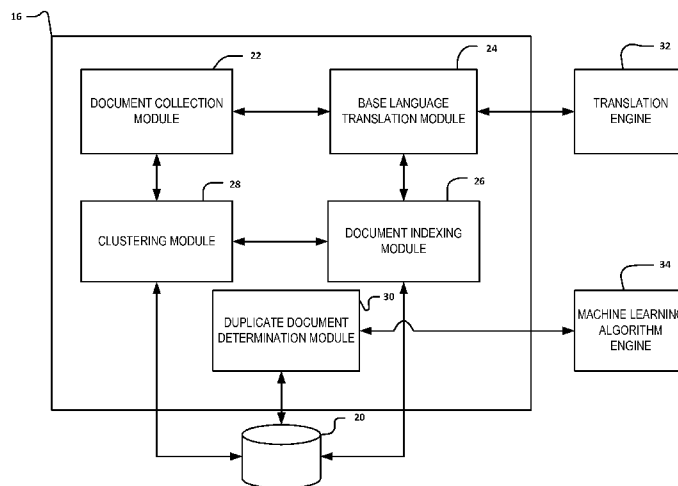 16
22
24
32
DOCUMENT COLLECTION
MODULE
BASE LANGUAGE
TRANSLATION MODULE
TRANSLATION
ENGINE
28
26
CLUSTERING MODULE
DOCUMENT INDEXING
MODULE
30
34
DUPLICATE DOCUMENT
DETERMINATION MODULE
MACHINE LEARNING
ALGORITHM
ENGINE
20